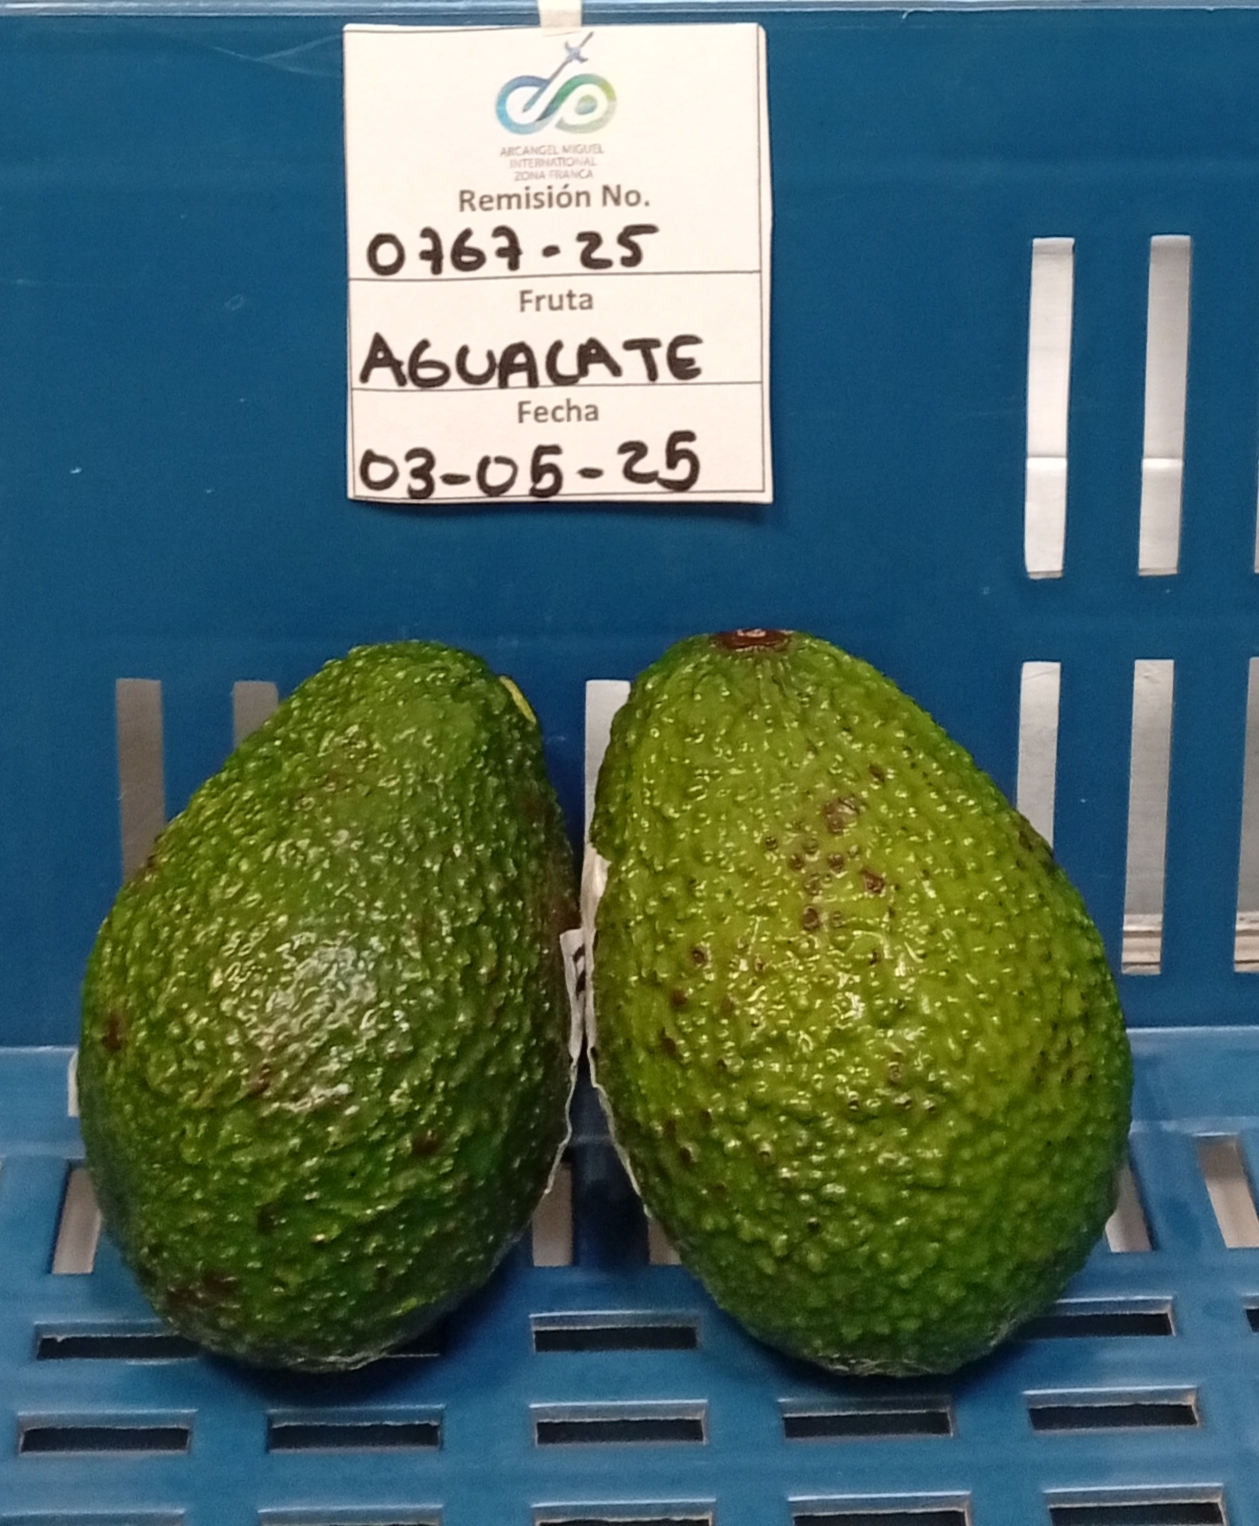 ARCANGEL MIGUEL
INTERNATIONAL
ZONA FRANCA
Remisión No.
0767-25
Fruta
AGUACATE
Fecha
03-05-25